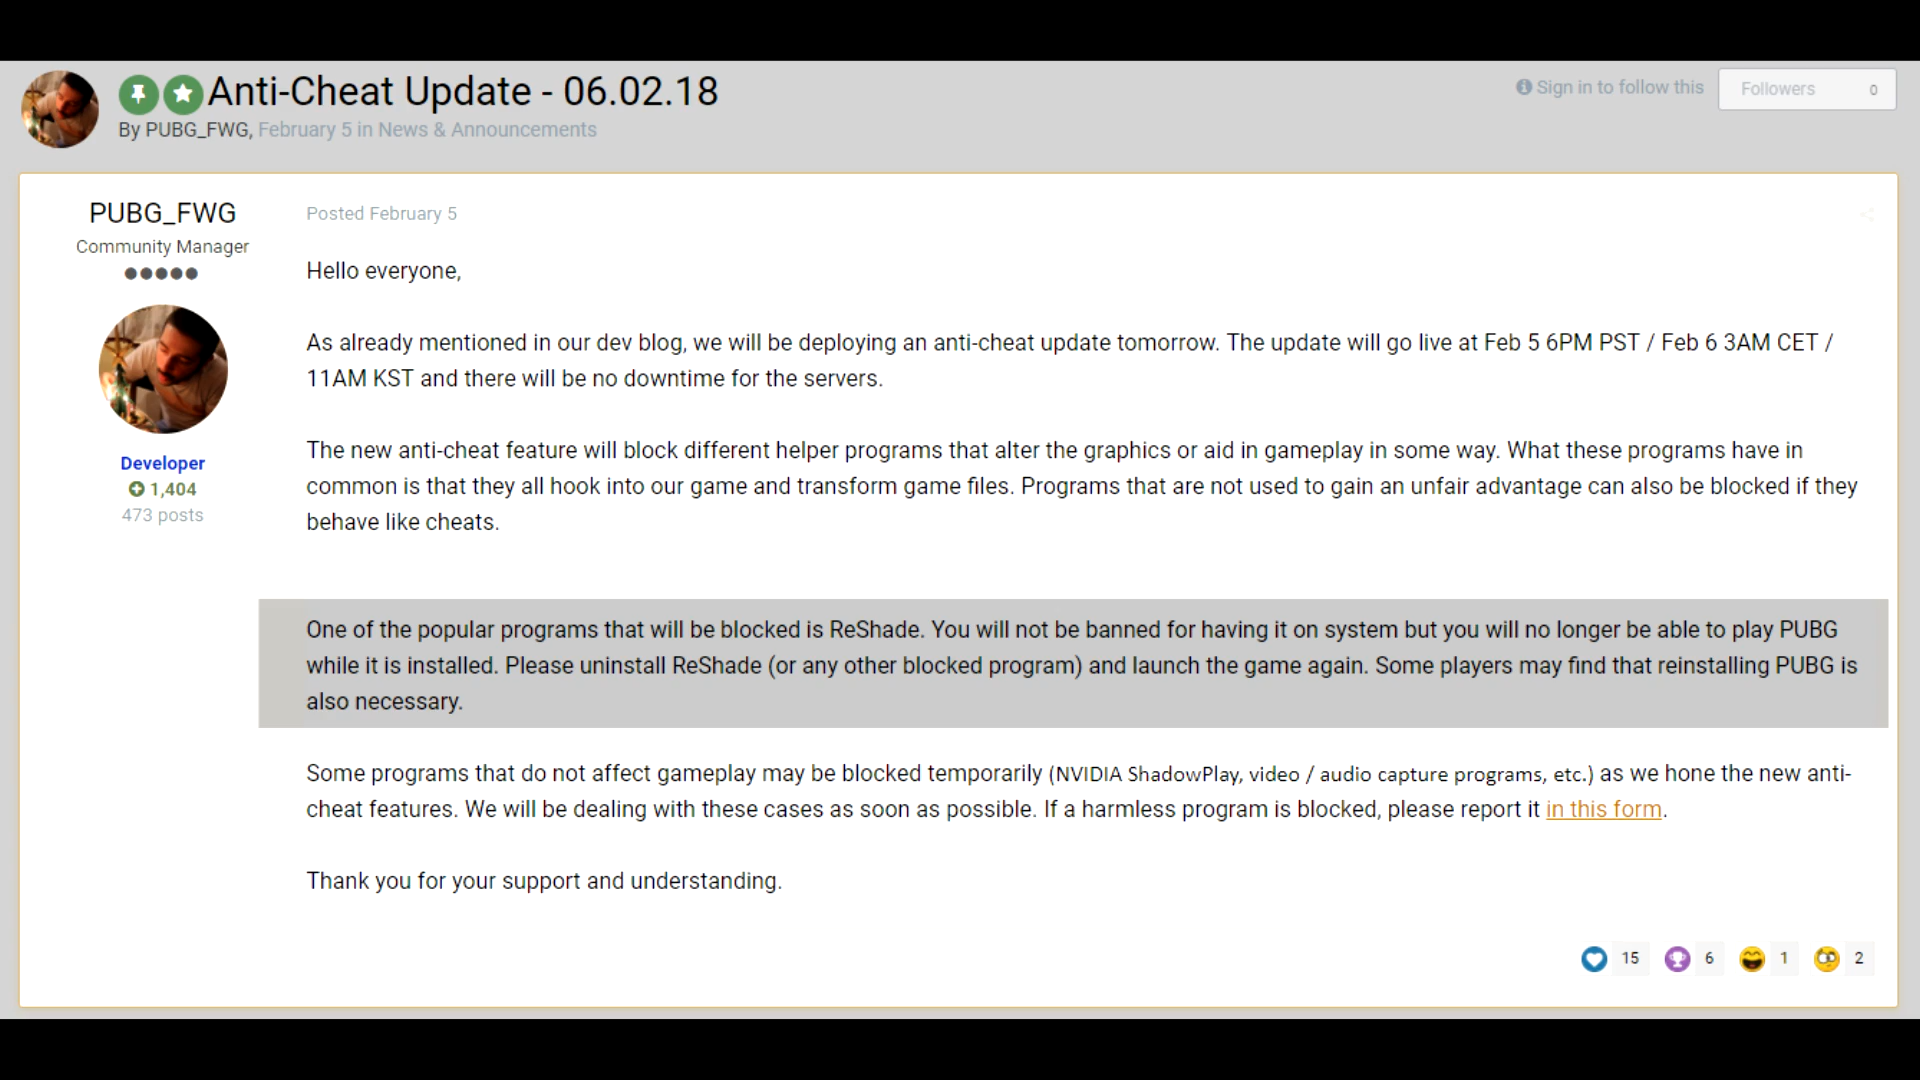 Anti-Cheat Update - 06.02.18
By PUBG_FWG, February 5 in News & Announcements
Sign in to follow this
Followers 0
PUBG_FWG
Community Manager
Developer
1,404
473 posts
Posted February 5
Hello everyone,
As already mentioned in our dev blog, we will be deploying an anti-cheat update tomorrow. The update will go live at Feb 5 6PM PST / Feb 6 3AM CET /
11AM KST and there will be no downtime for the servers.
The new anti-cheat feature will block different helper programs that alter the graphics or aid in gameplay in some way. What these programs have in
common is that they all hook into our game and transform game files. Programs that are not used to gain an unfair advantage can also be blocked if they
behave like cheats.
One of the popular programs that will be blocked is ReShade. You will not be banned for having it on system but you will no longer be able to play PUBG
while it is installed. Please uninstall ReShade (or any other blocked program) and launch the game again. Some players may find that reinstalling PUBG is
also necessary.
Some programs that do not affect gameplay may be blocked temporarily (NVIDIA ShadowPlay, video / audio capture programs, etc.) as we hone the new anti-
cheat features. We will be dealing with these cases as soon as possible. If a harmless program is blocked, please report it in this form.
Thank you for your support and understanding.
15 6 1 2